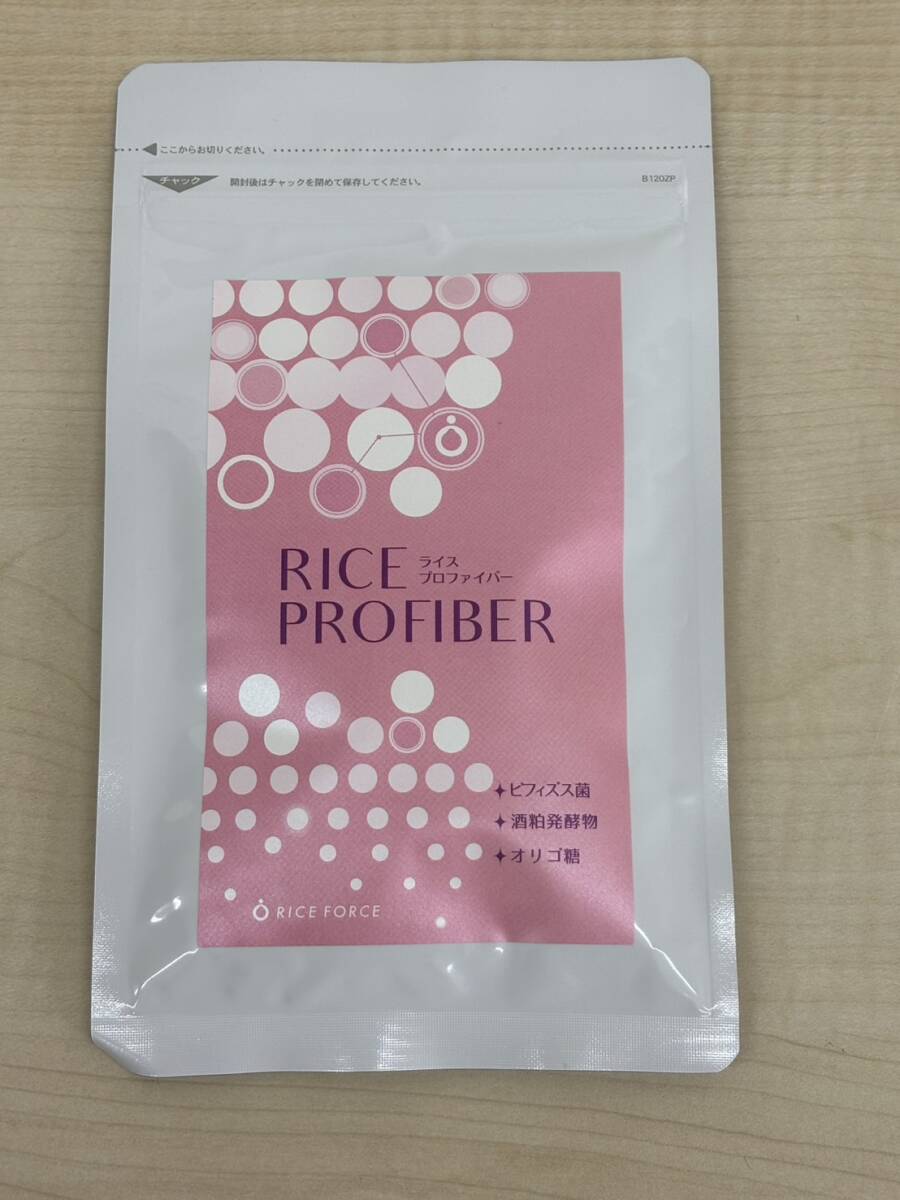 ここからお切りください。
チャック
開封後はチャックを閉めて保存してください。
B120ZP
RICE ライス
プロファイバー
PROFIBER
ビフィズス菌
酒粕発酵物
オリゴ糖
RICE FORCE